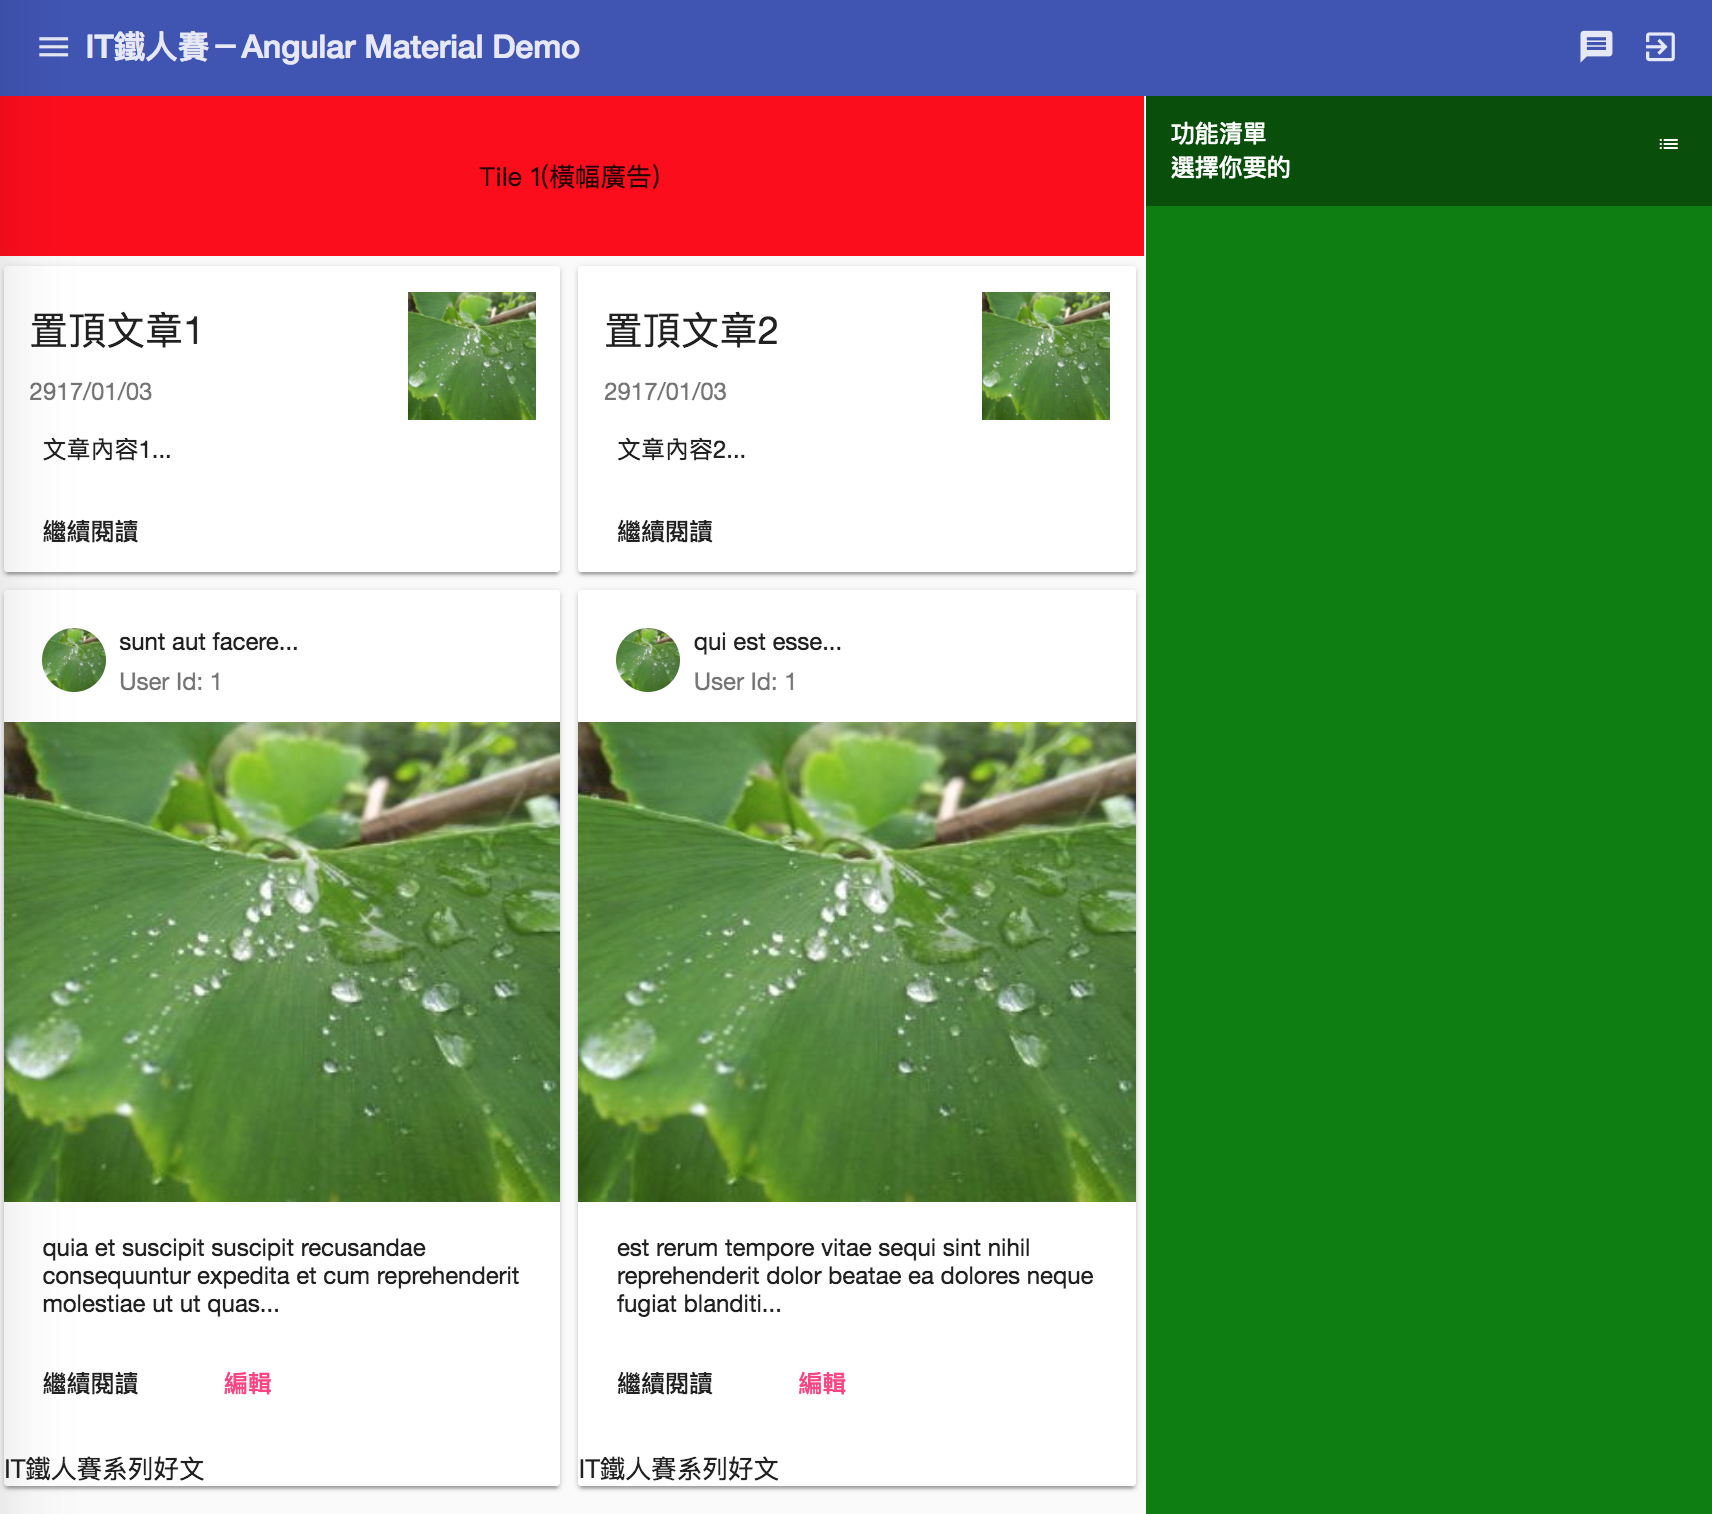 IT鐵人賽－Angular Material Demo
Tile 1(橫幅廣告)
功能清單
選擇你要的
置頂文章1
2917/01/03
文章內容1...
繼續閱讀
置頂文章2
2917/01/03
文章內容2...
繼續閱讀
sunt aut facere...
User Id: 1
quia et suscipit suscipit recusandae
consequuntur expedita et cum reprehenderit
molestiae ut ut quas...
繼續閱讀 編輯
IT鐵人賽系列好文
qui est esse...
User Id: 1
est rerum tempore vitae sequi sint nihil
reprehenderit dolor beatae ea dolores neque
fugiat blanditi...
繼續閱讀 編輯
IT鐵人賽系列好文